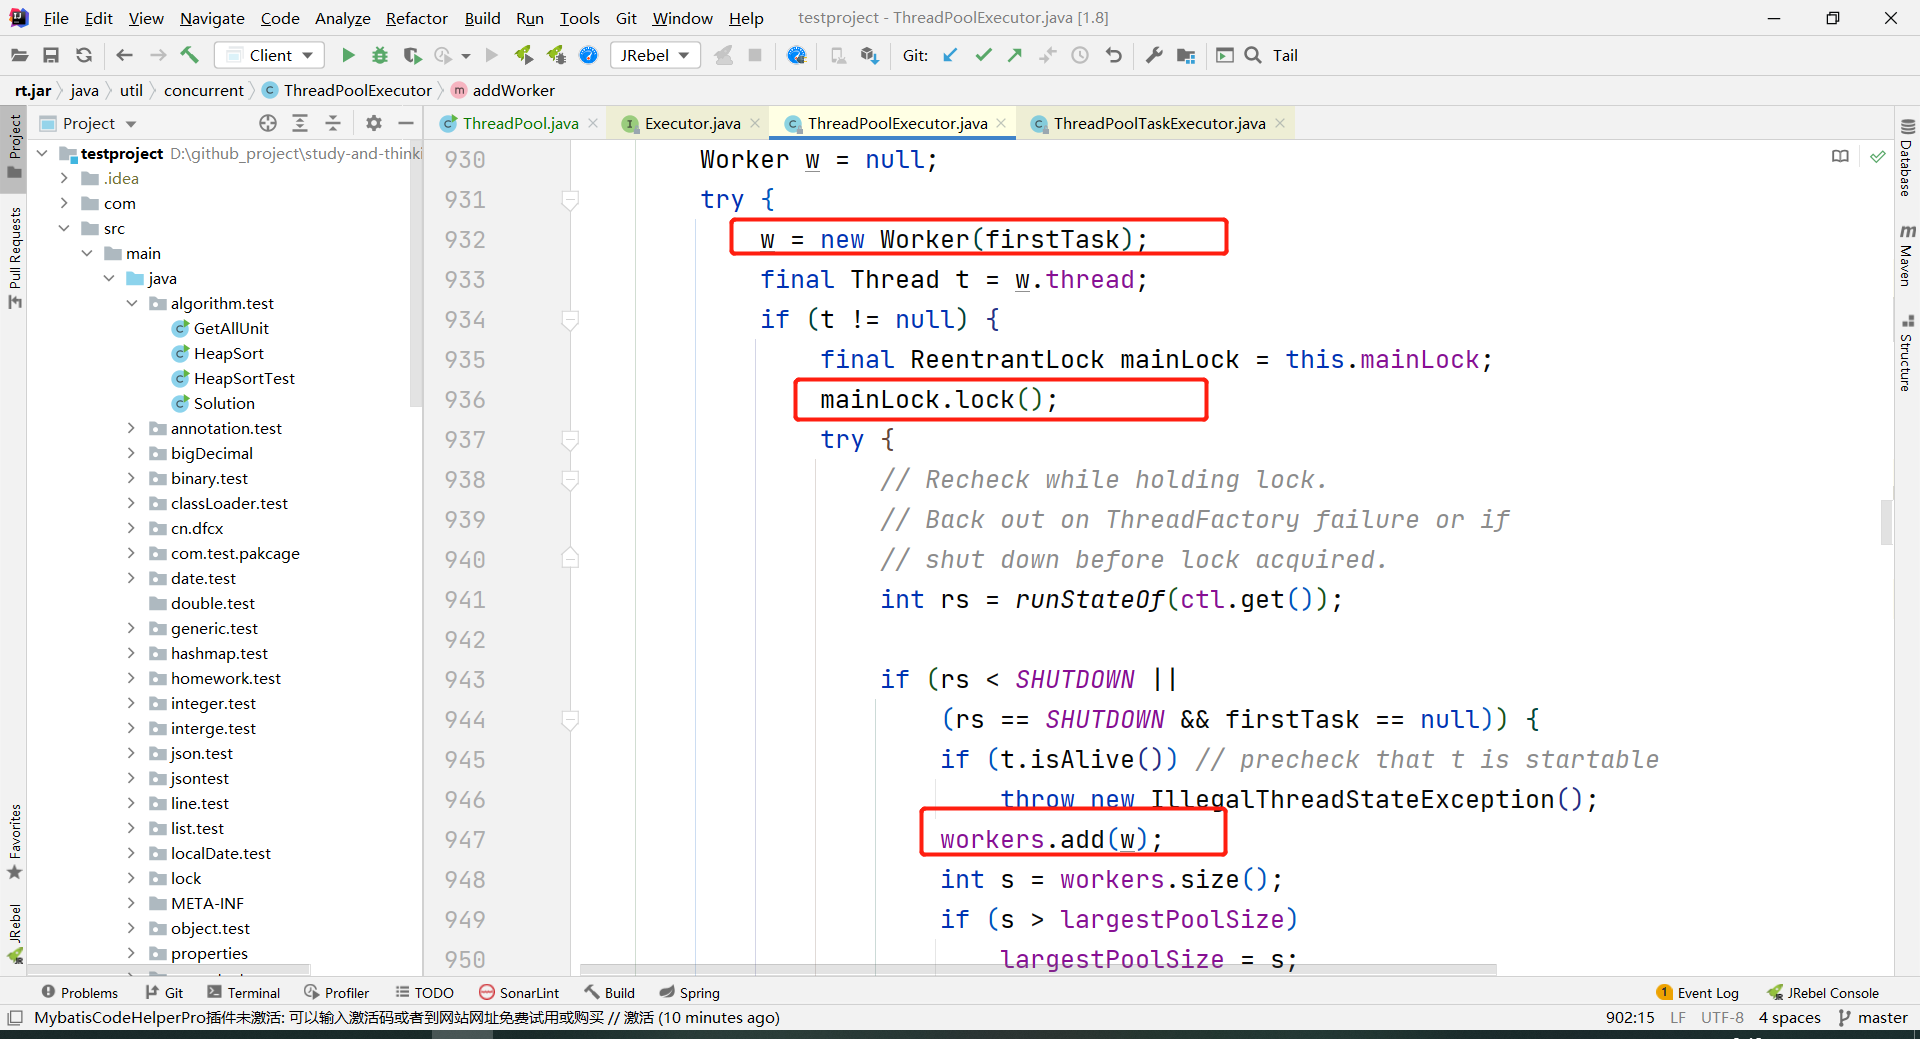 File Edit View Navigate Code Analyze Refactor Build Run Tools Git Window Help testproject - ThreadPoolExecutor.java [1.8]
Client JRebel Git: Tail
rt.jar java util concurrent ThreadPoolExecutor addWorker
Project
ThreadPool.java Executor.java ThreadPoolExecutor.java ThreadPoolTaskExecutor.java
Project
Pull Requests
Favorites
JRebel
testproject D:\github_project\study-and-thinki
.idea
com
src
main
java
algorithm.test
GetAllUnit
HeapSort
HeapSortTest
Solution
annotation.test
bigDecimal
binary.test
classLoader.test
cn.dfcx
com.test.pakcage
date.test
double.test
generic.test
hashmap.test
homework.test
integer.test
interge.test
json.test
jsontest
line.test
list.test
localDate.test
lock
META-INF
object.test
properties
930 Worker w = null;
931 try {
932 w = new Worker(firstTask);
933 final Thread t = w.thread;
934 if (t != null) {
935 final ReentrantLock mainLock = this.mainLock;
936 mainLock.lock();
937 try {
938 // Recheck while holding lock.
939 // Back out on ThreadFactory failure or if
940 // shut down before lock acquired.
941 int rs = runStateOf(ctl.get());
942
943 if (rs < SHUTDOWN ||
944 (rs == SHUTDOWN && firstTask == null)) {
945 if (t.isAlive()) // precheck that t is startable
946 throw new IllegalThreadStateException();
947 workers.add(w);
948 int s = workers.size();
949 if (s > largestPoolSize)
950 largestPoolSize = s;
Database
m Maven
Structure
Problems Git Terminal Profiler TODO SonarLint Build Spring 1 Event Log JRebel Console
MybatisCodeHelperPro插件未激活: 可以输入激活码或者到网站网址免费试用或购买 // 激活 (10 minutes ago) 902:15 LF UTF-8 4 spaces master